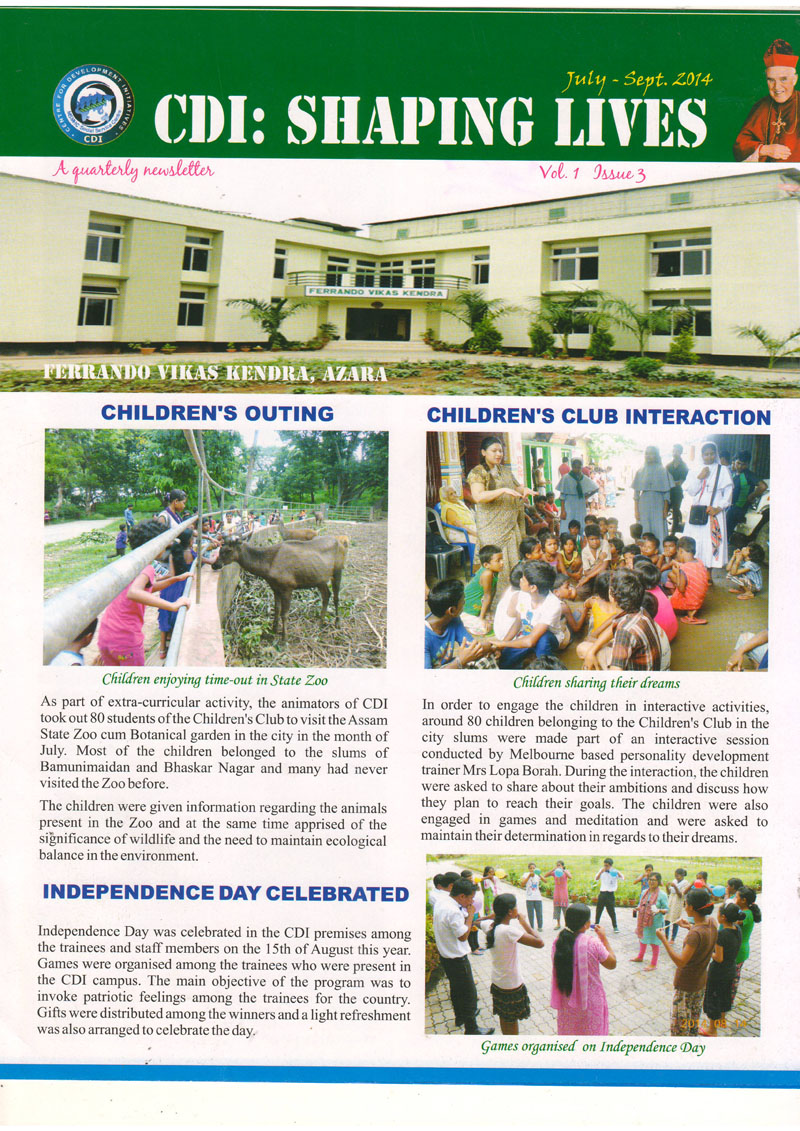 July - Sept. 2014
CENTRE FOR DEVELOPMENT INITIATIVES
CDI
CDI: SHAPING LIVES
A quarterly newsletter
Vol. 1 Issue 3
FERRANDO VIKAS KENDRA
FERRANDO VIKAS KENDRA, AZARA
CHILDREN'S OUTING
Children enjoying time-out in State Zoo
As part of extra-curricular activity, the animators of CDI
took out 80 students of the Children's Club to visit the Assam
State Zoo cum Botanical garden in the city in the month of
July. Most of the children belonged to the slums of
Bamunimaidan and Bhaskar Nagar and many had never
visited the Zoo before.
The children were given information regarding the animals
present in the Zoo and at the same time apprised of the
significance of wildlife and the need to maintain ecological
balance in the environment.
INDEPENDENCE DAY CELEBRATED
Independence Day was celebrated in the CDI premises among
the trainees and staff members on the 15th of August this year.
Games were organised among the trainees who were present in
the CDI campus. The main objective of the program was to
invoke patriotic feelings among the trainees for the country.
Gifts were distributed among the winners and a light refreshment
was also arranged to celebrate the day.
CHILDREN'S CLUB INTERACTION
Children sharing their dreams
In order to engage the children in interactive activities,
around 80 children belonging to the Children's Club in the
city slums were made part of an interactive session
conducted by Melbourne based personality development
trainer Mrs Lopa Borah. During the interaction, the children
were asked to share about their ambitions and discuss how
they plan to reach their goals. The children were also
engaged in games and meditation and were asked to
maintain their determination in regards to their dreams.
Games organised on Independence Day